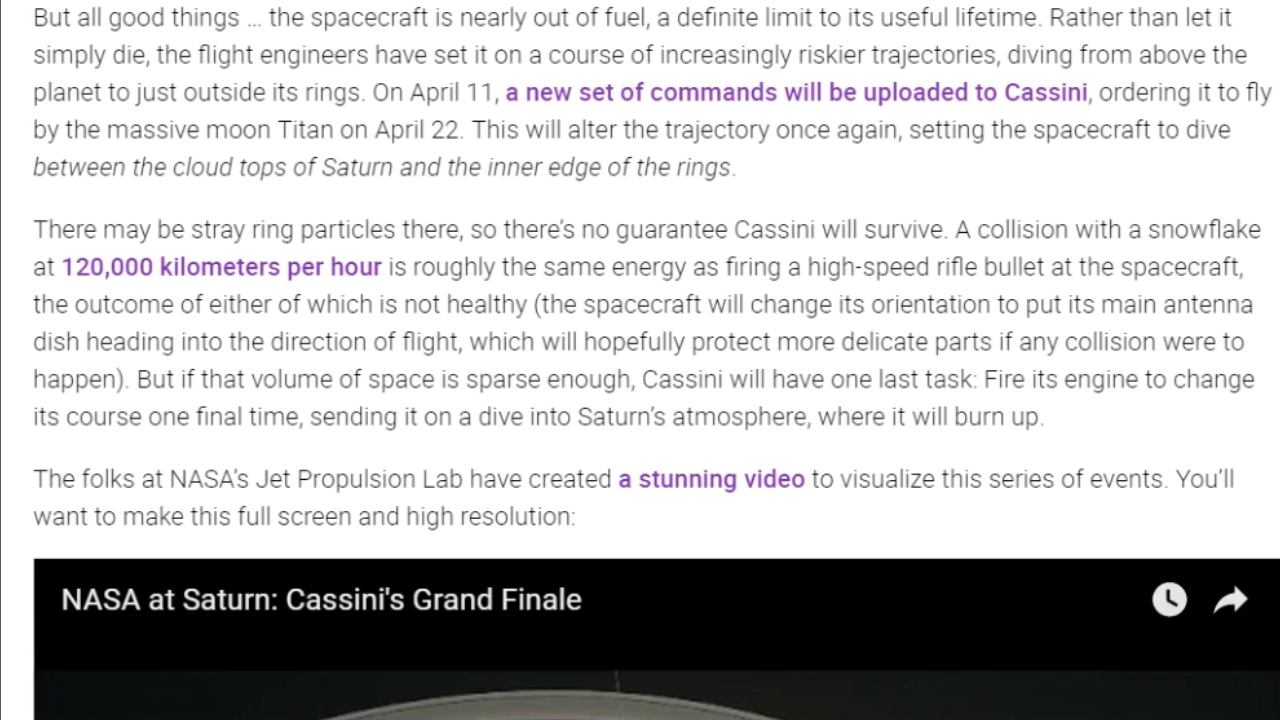 But all good things ... the spacecraft is nearly out of fuel, a definite limit to its useful lifetime. Rather than let it
simply die, the flight engineers have set it on a course of increasingly riskier trajectories, diving from above the
planet to just outside its rings. On April 11, a new set of commands will be uploaded to Cassini, ordering it to fly
by the massive moon Titan on April 22. This will alter the trajectory once again, setting the spacecraft to dive
between the cloud tops of Saturn and the inner edge of the rings.
There may be stray ring particles there, so there’s no guarantee Cassini will survive. A collision with a snowflake
at 120,000 kilometers per hour is roughly the same energy as firing a high-speed rifle bullet at the spacecraft,
the outcome of either of which is not healthy (the spacecraft will change its orientation to put its main antenna
dish heading into the direction of flight, which will hopefully protect more delicate parts if any collision were to
happen). But if that volume of space is sparse enough, Cassini will have one last task: Fire its engine to change
its course one final time, sending it on a dive into Saturn’s atmosphere, where it will burn up.
The folks at NASA’s Jet Propulsion Lab have created a stunning video to visualize this series of events. You’ll
want to make this full screen and high resolution:
NASA at Saturn: Cassini's Grand Finale